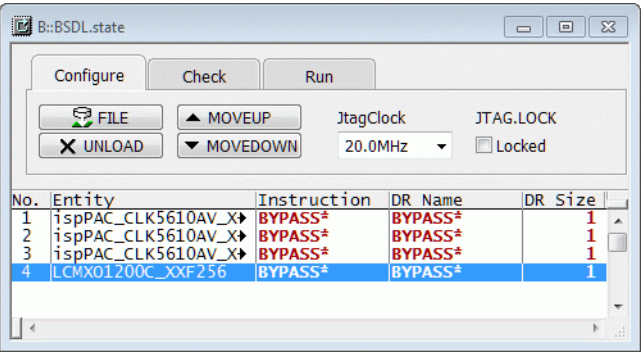 B::BSDL.state
Configure Check Run
FILE MOVEUP JtagClock JTAG.LOCK
UNLOAD MOVEDOWN 20.0MHz Locked
No. Entity Instruction DR Name DR Size
1 ispPAC_CLK5610AV_X BYPASS* BYPASS* 1
2 ispPAC_CLK5610AV_X BYPASS* BYPASS* 1
3 ispPAC_CLK5610AV_X BYPASS* BYPASS* 1
4 LCMXO1200C_XXF256 BYPASS* BYPASS* 1